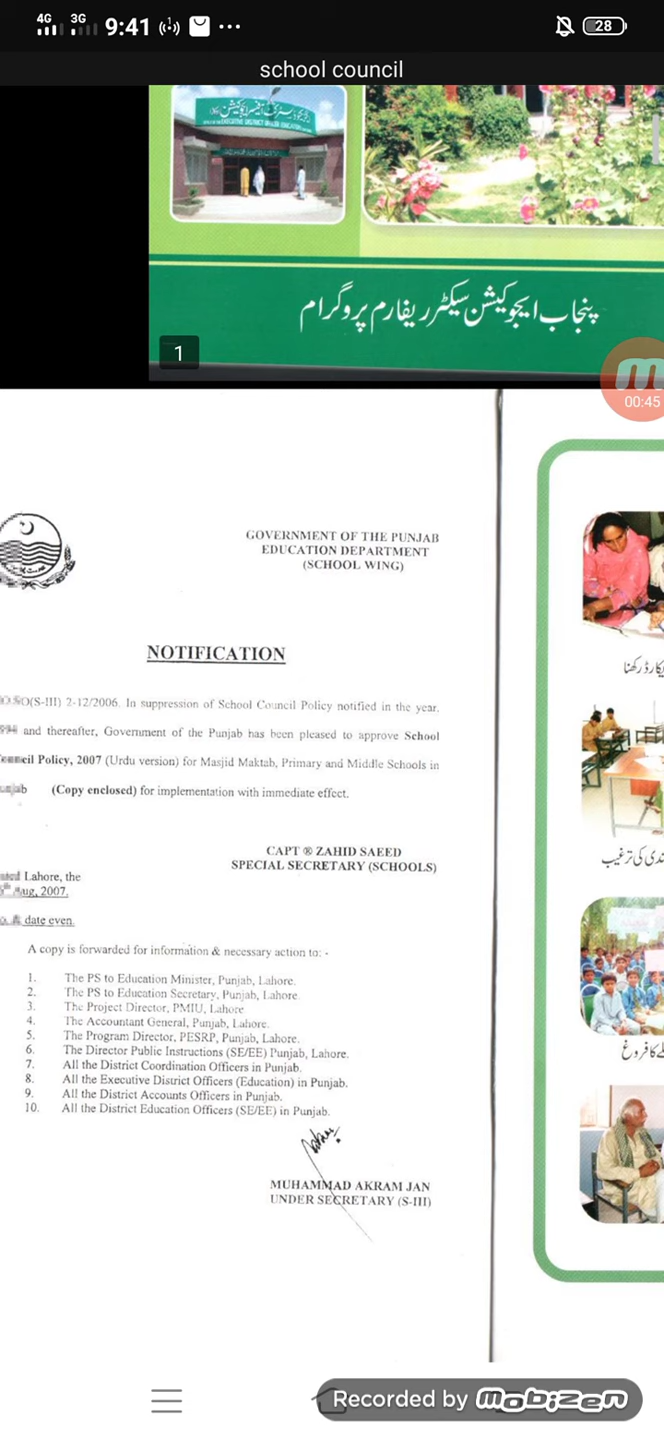 4G 3G 9:41 28
school council
پنجاب ایجوکیشن سیکٹر ریفارم پروگرام
1
00:45
GOVERNMENT OF THE PUNJAB
EDUCATION DEPARTMENT
(SCHOOL WING)
NOTIFICATION
(S-III) 2-12/2006. In suppression of School Council Policy notified in the year,
and thereafter, Government of the Punjab has been pleased to approve School
Policy, 2007 (Urdu version) for Masjid Maktab, Primary and Middle Schools in
(Copy enclosed) for implementation with immediate effect.
CAPT ® ZAHID SAEED
SPECIAL SECRETARY (SCHOOLS)
Lahore, the
Aug, 2007.
& date even.
A copy is forwarded for information & necessary action to: -
1. The PS to Education Minister, Punjab, Lahore.
2. The PS to Education Secretary, Punjab, Lahore.
3. The Project Director, PMIU, Lahore
4. The Accountant General, Punjab, Lahore.
5. The Program Director, PESRP, Punjab, Lahore.
6. The Director Public Instructions (SE/EE) Punjab, Lahore.
7. All the District Coordination Officers in Punjab.
8. All the Executive District Officers (Education) in Punjab.
9. All the District Accounts Officers in Punjab.
10. All the District Education Officers (SE/EE) in Punjab.
MUHAMMAD AKRAM JAN
UNDER SECRETARY (S-III)
رکھنا
کی ترغیب
کا فروغ
Recorded by mobizen